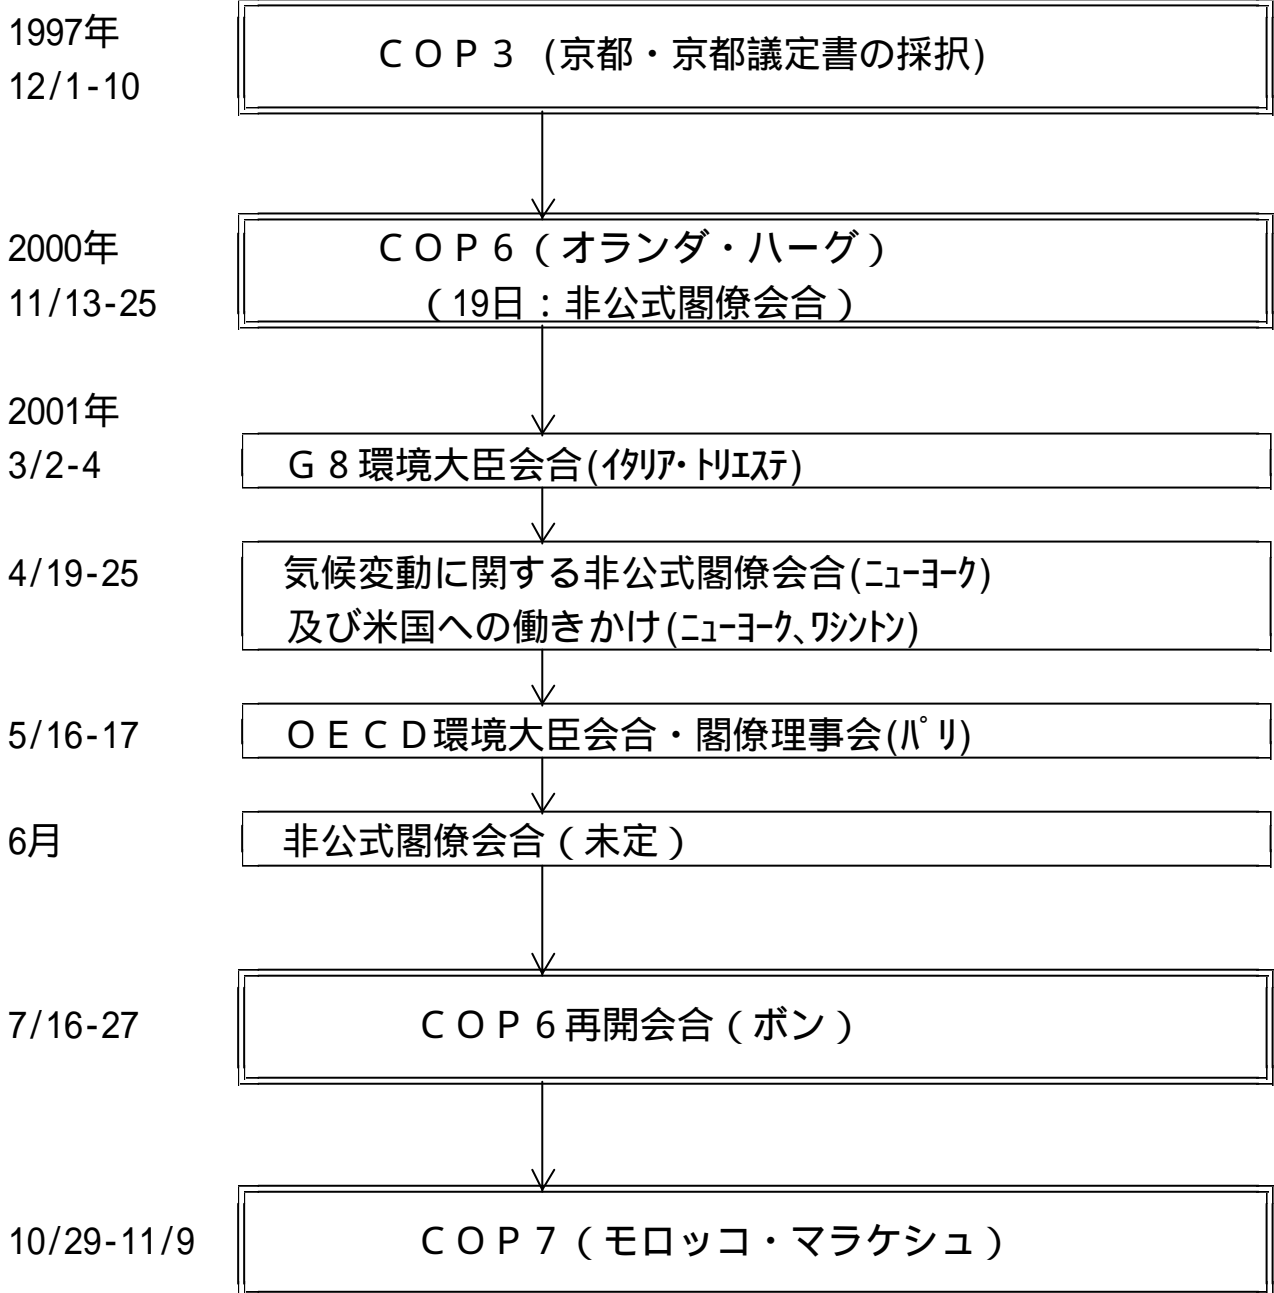 1997年
12/1-10
ＣＯＰ３ (京都・京都議定書の採択)
2000年
11/13-25
ＣＯＰ６（オランダ・ハーグ）
（19日：非公式閣僚会合）
2001年
3/2-4
Ｇ８環境大臣会合(ｲﾀﾘｱ・ﾄﾘｴｽﾃ)
4/19-25
気候変動に関する非公式閣僚会合(ﾆｭｰﾖｰｸ)
及び米国への働きかけ(ﾆｭｰﾖｰｸ、ﾜｼﾝﾄﾝ)
5/16-17
ＯＥＣＤ環境大臣会合・閣僚理事会(ﾊﾟﾘ)
6月
非公式閣僚会合（未定）
7/16-27
ＣＯＰ６再開会合（ボン）
10/29-11/9
ＣＯＰ７（モロッコ・マラケシュ）